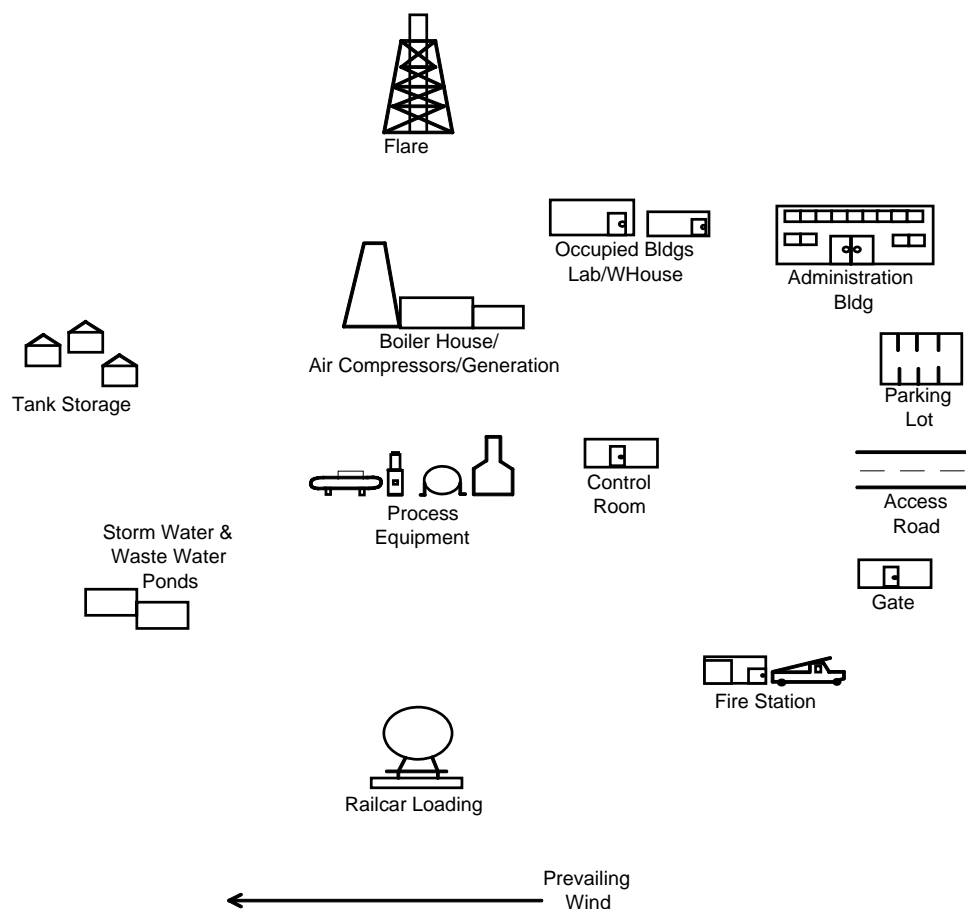 Flare
Occupied Bldgs
Lab/WHouse
Administration
Bldg
Boiler House/
Air Compressors/Generation
Tank Storage
Parking
Lot
Process
Equipment
Control
Room
Access
Road
Storm Water &
Waste Water
Ponds
Gate
Fire Station
Railcar Loading
Prevailing
Wind